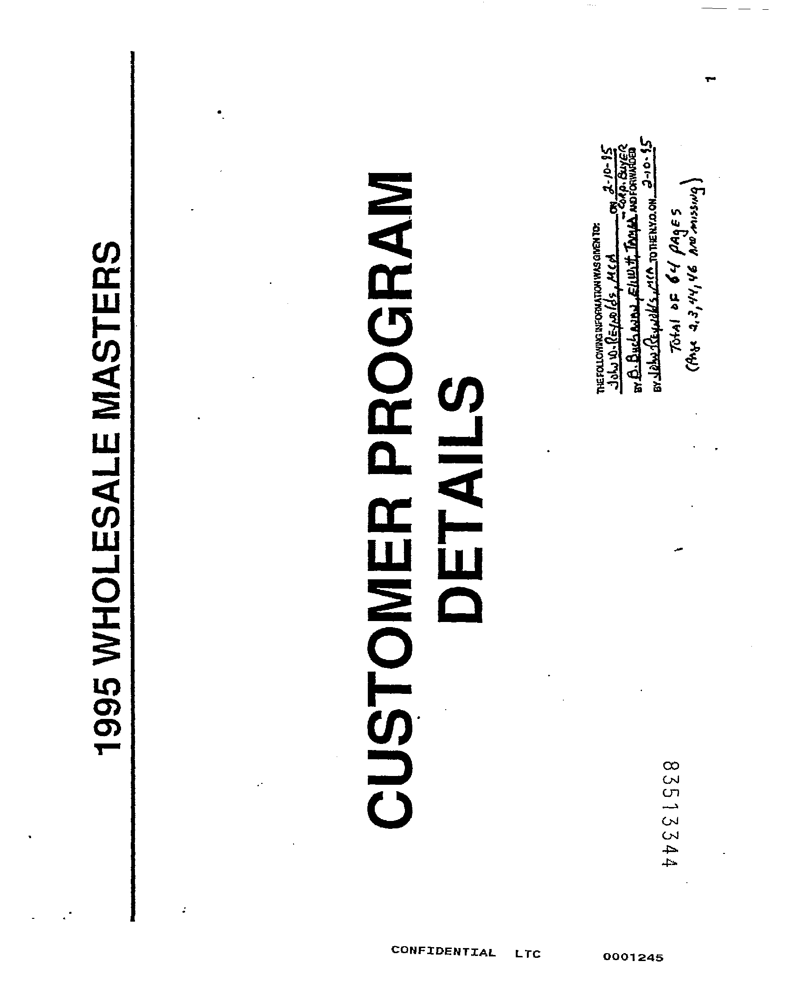 1995 WHOLESALE MASTERS
CUSTOMER PROGRAM
DETAILS
THE FOLLOWING INFORMATION WAS GIVEN TO:
John W. Reynolds, MCA ON 2-10-95
- Corp. Buyer
BY B. Buchanan, Eliwitt, Tampa AND FORWARDED
BY John Reynolds, MCA TO THE N.Y.O. ON 2-10-95
Total of 64 pages
(Page 2,3,44,46 are missing)
1
83513344
CONFIDENTIAL LTC 0001245